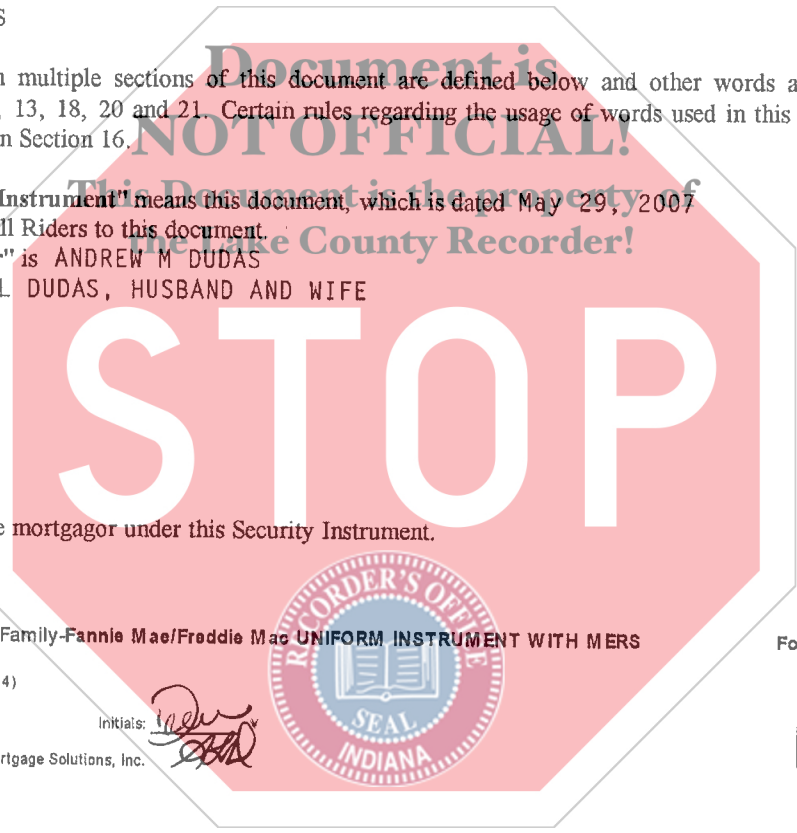 S
Document is
n multiple sections of this document are defined below and other words a
, 13, 18, 20 and 21. Certain rules regarding the usage of words used in this
NOT OFFICIAL!
n Section 16.
This Document is the property of
Instrument" means this document, which is dated May 29, 2007
ll Riders to this document.
the Lake County Recorder!
" is ANDREW M DUDAS
L DUDAS, HUSBAND AND WIFE
STOP
e mortgagor under this Security Instrument.
RECORDER'S OFFICE
Family-Fannie Mae/Freddie Mac UNIFORM INSTRUMENT WITH MERS
Fo
4)
Initials:
SEAL
rtgage Solutions, Inc.
INDIANA